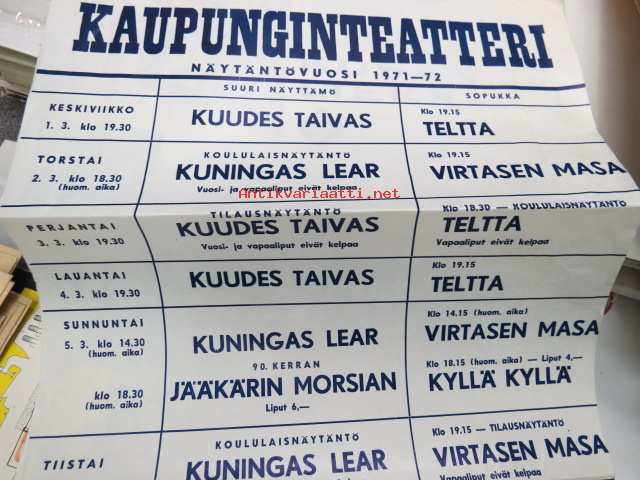 KAUPUNGINTEATTERI
NÄYTÄNTÖVUOSI 1971—72
SUURI NÄYTTÄMÖ
SOPUKKA
KESKIVIIKKO
1. 3. klo 19.30
KUUDES TAIVAS
Klo 19.15
TELTTA
TORSTAI
2. 3. klo 18.30
(huom. aika)
KOULULAISNÄYTÄNTÖ
KUNINGAS LEAR
Vuosi- ja vapaaliput eivät kelpaa
Klo 19.15
VIRTASEN MASA
Antikvariaatti.net
PERJANTAI
3. 3. klo 19.30
TILAUSNÄYTÄNTÖ
KUUDES TAIVAS
Vuosi- ja vapaaliput eivät kelpaa
Klo 18.30 — KOULULAISNÄYTÄNTÖ
TELTTA
Vapaaliput eivät kelpaa
LAUANTAI
4. 3. klo 19.30
KUUDES TAIVAS
Klo 19.15
TELTTA
SUNNUNTAI
5. 3. klo 14.30
(huom. aika)
KUNINGAS LEAR
Klo 14.15 (huom. aika)
VIRTASEN MASA
klo 18.30
(huom. aika)
90. KERRAN
JÄÄKÄRIN MORSIAN
Liput 6,—
Klo 18.15 (huom. aika) — Liput 4,—
KYLLÄ KYLLÄ
TIISTAI
KOULULAISNÄYTÄNTÖ
KUNINGAS LEAR
Klo 19.15 — TILAUSNÄYTÄNTÖ
VIRTASEN MASA
Vapaaliput eivät kelpaa